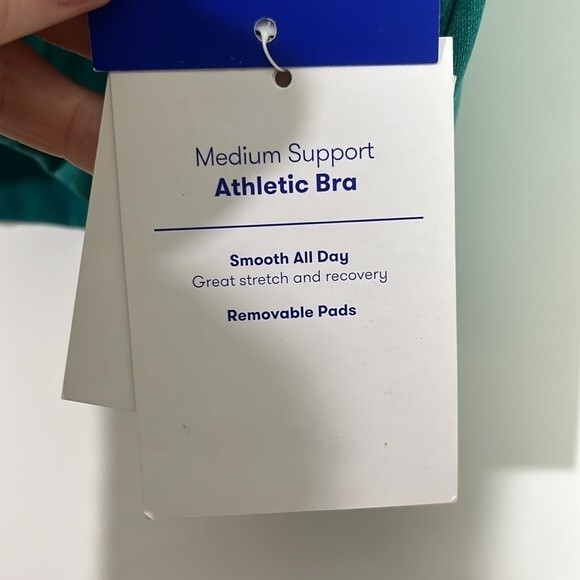 Medium Support
Athletic Bra
Smooth All Day
Great stretch and recovery
Removable Pads